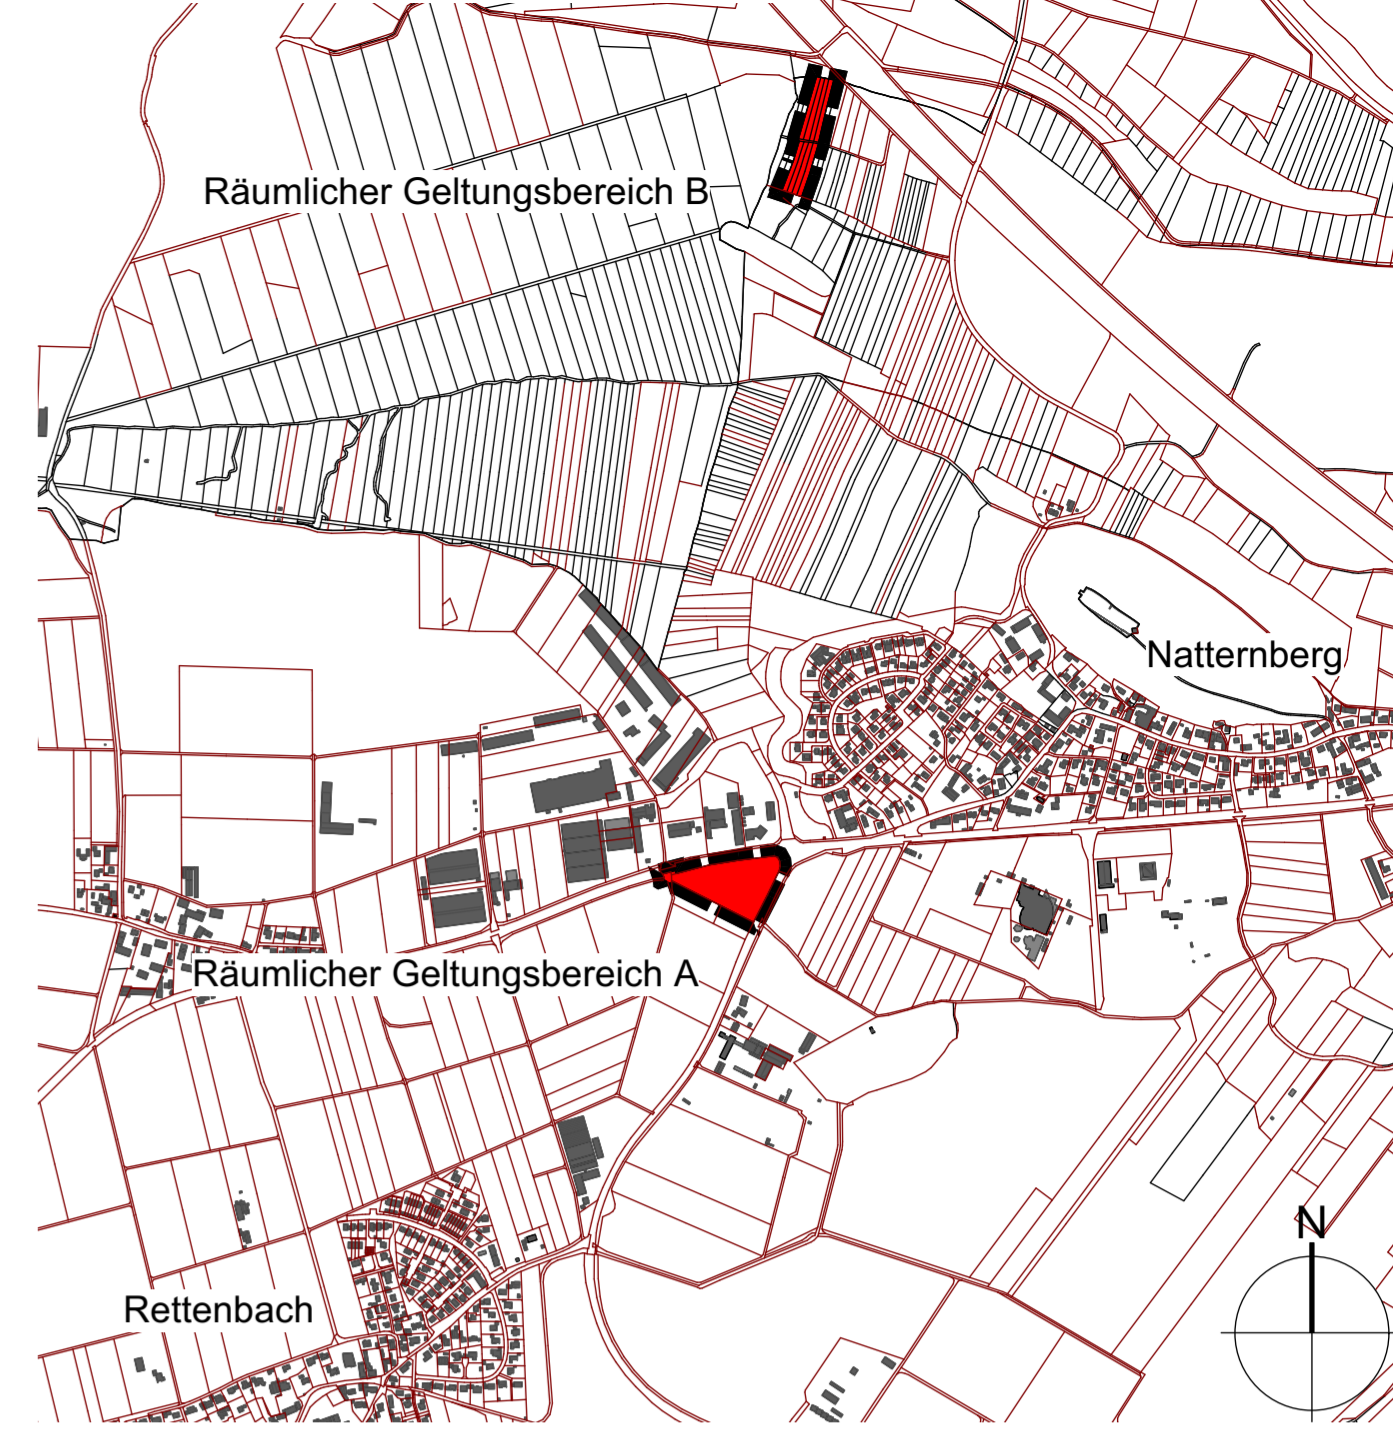 Räumlicher Geltungsbereich B
Natternberg
Räumlicher Geltungsbereich A
N
Rettenbach